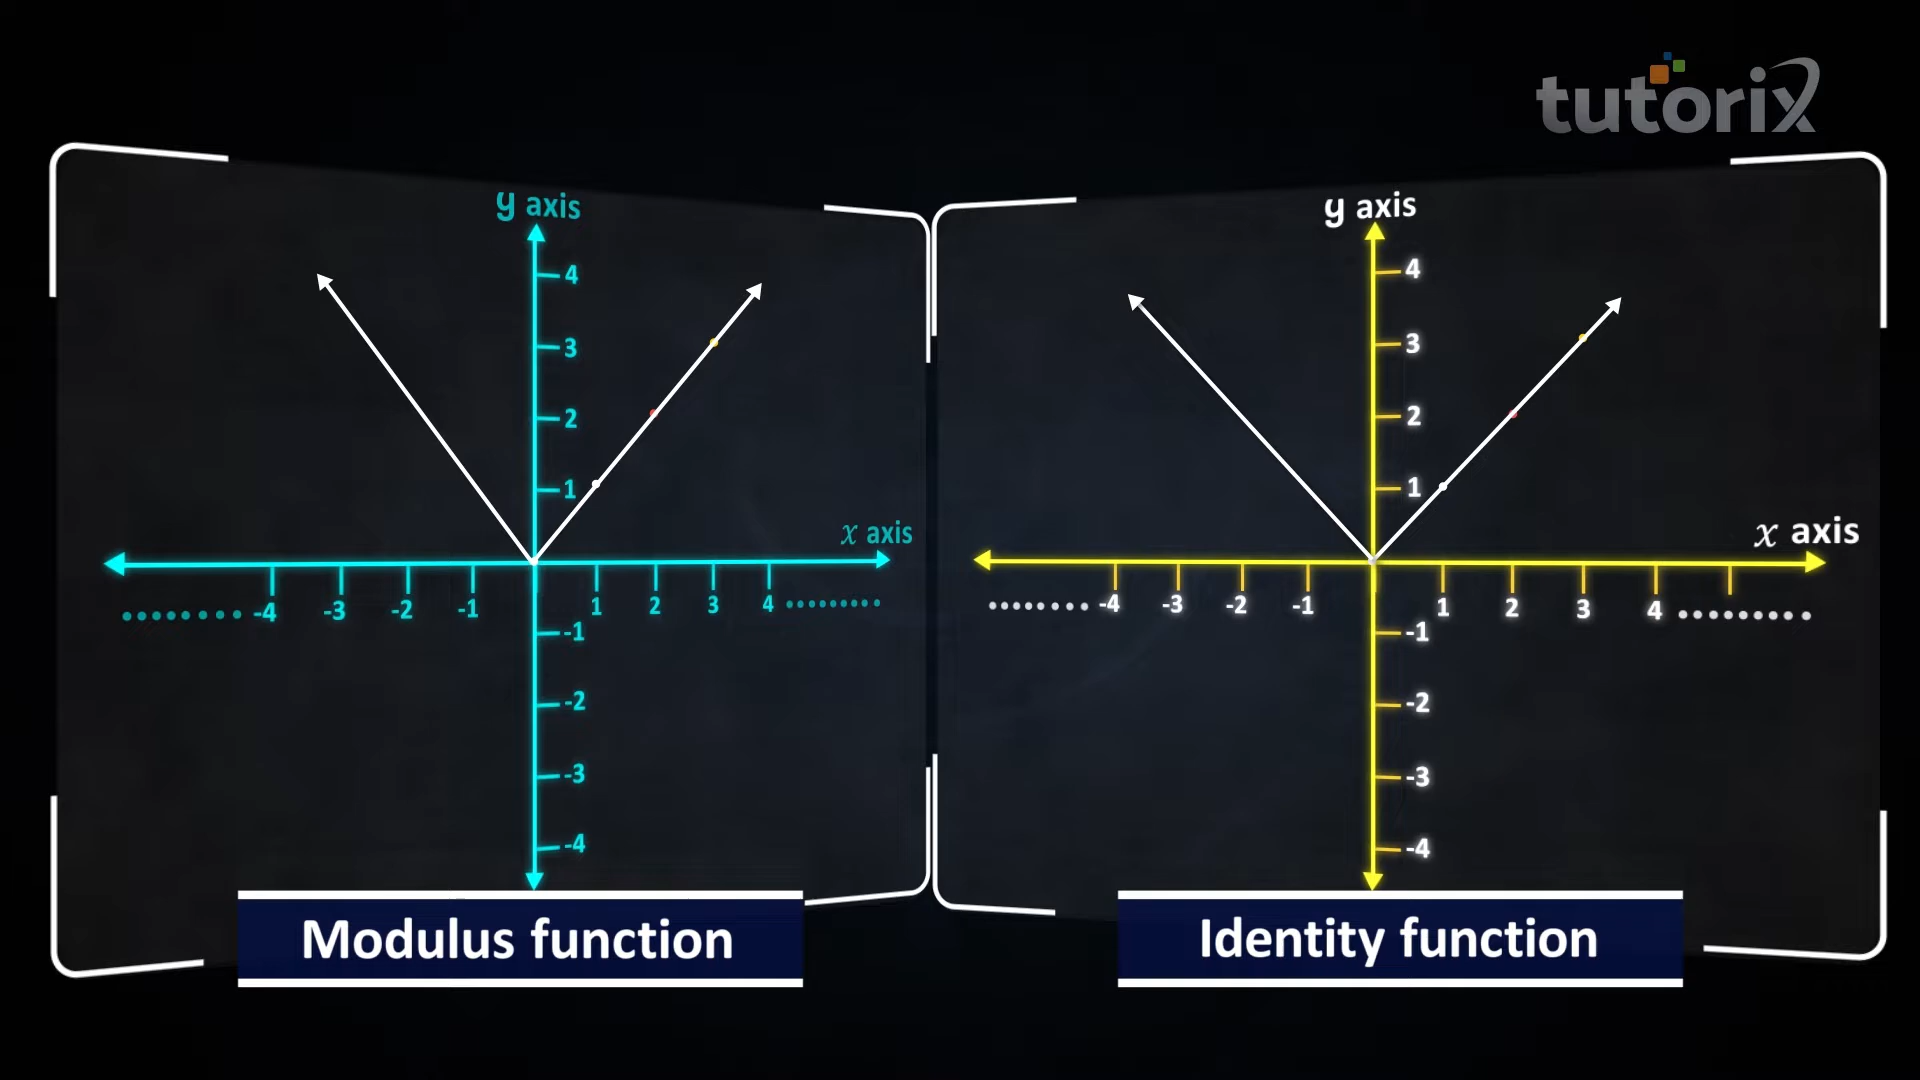 tutorix
y axis
4
3
2
1
x axis
-4 -3 -2 -1 1 2 3 4
-1
-2
-3
-4
Modulus function
y axis
4
3
2
1
x axis
-4 -3 -2 -1 1 2 3 4
-1
-2
-3
-4
Identity function